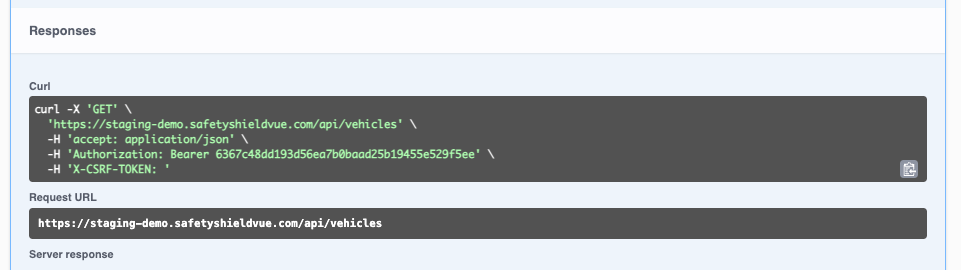 Responses
Curl
curl -X 'GET' \
  'https://staging-demo.safetyshieldvue.com/api/vehicles' \
  -H 'accept: application/json' \
  -H 'Authorization: Bearer 6367c48dd193d56ea7b0baad25b19455e529f5ee' \
  -H 'X-CSRF-TOKEN: '
Request URL
https://staging-demo.safetyshieldvue.com/api/vehicles
Server response